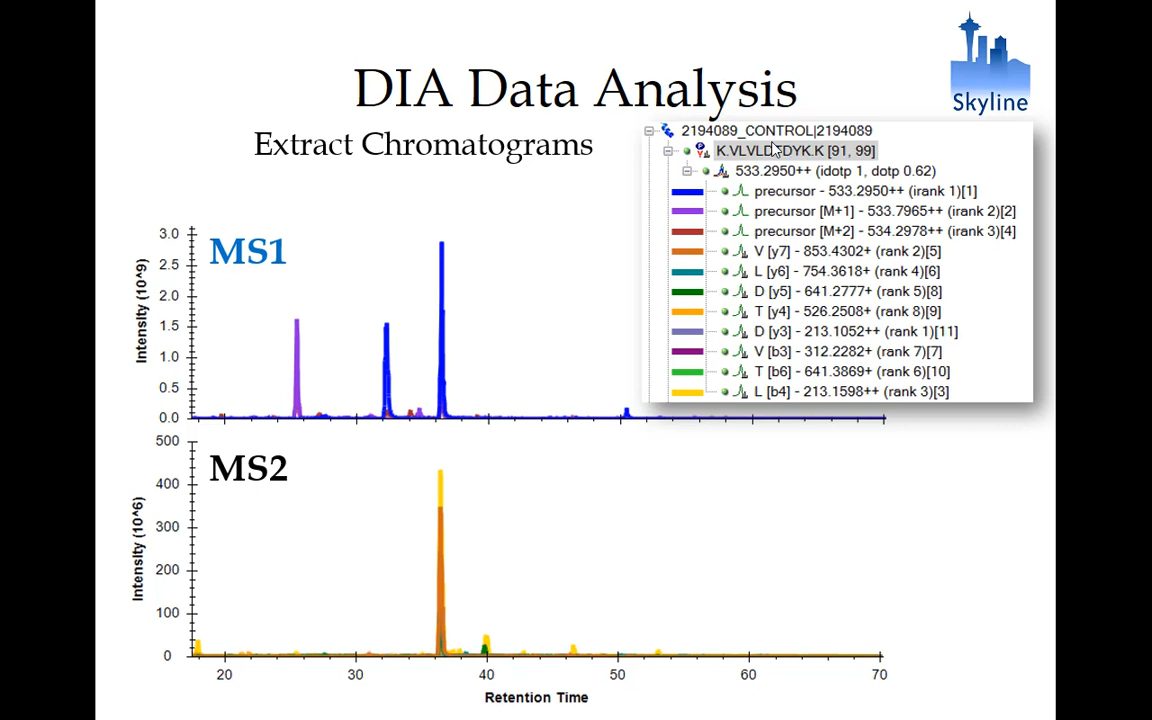 DIA Data Analysis
Skyline
Extract Chromatograms
2194089_CONTROL|2194089
K.VLVLD DYK.K [91, 99]
533.2950++ (idotp 1, dotp 0.62)
precursor - 533.2950++ (irank 1)[1]
precursor [M+1] - 533.7965++ (irank 2)[2]
precursor [M+2] - 534.2978++ (irank 3)[4]
V [y7] - 853.4302+ (rank 2)[5]
L [y6] - 754.3618+ (rank 4)[6]
D [y5] - 641.2777+ (rank 5)[8]
T [y4] - 526.2508+ (rank 8)[9]
D [y3] - 213.1052++ (rank 1)[11]
V [b3] - 312.2282+ (rank 7)[7]
T [b6] - 641.3869+ (rank 6)[10]
L [b4] - 213.1598++ (rank 3)[3]
MS1
Intensity (10^9)
3.0
2.5
2.0
1.5
1.0
0.5
0.0
MS2
Intensity (10^6)
500
400
300
200
100
0
20 30 40 50 60 70
Retention Time